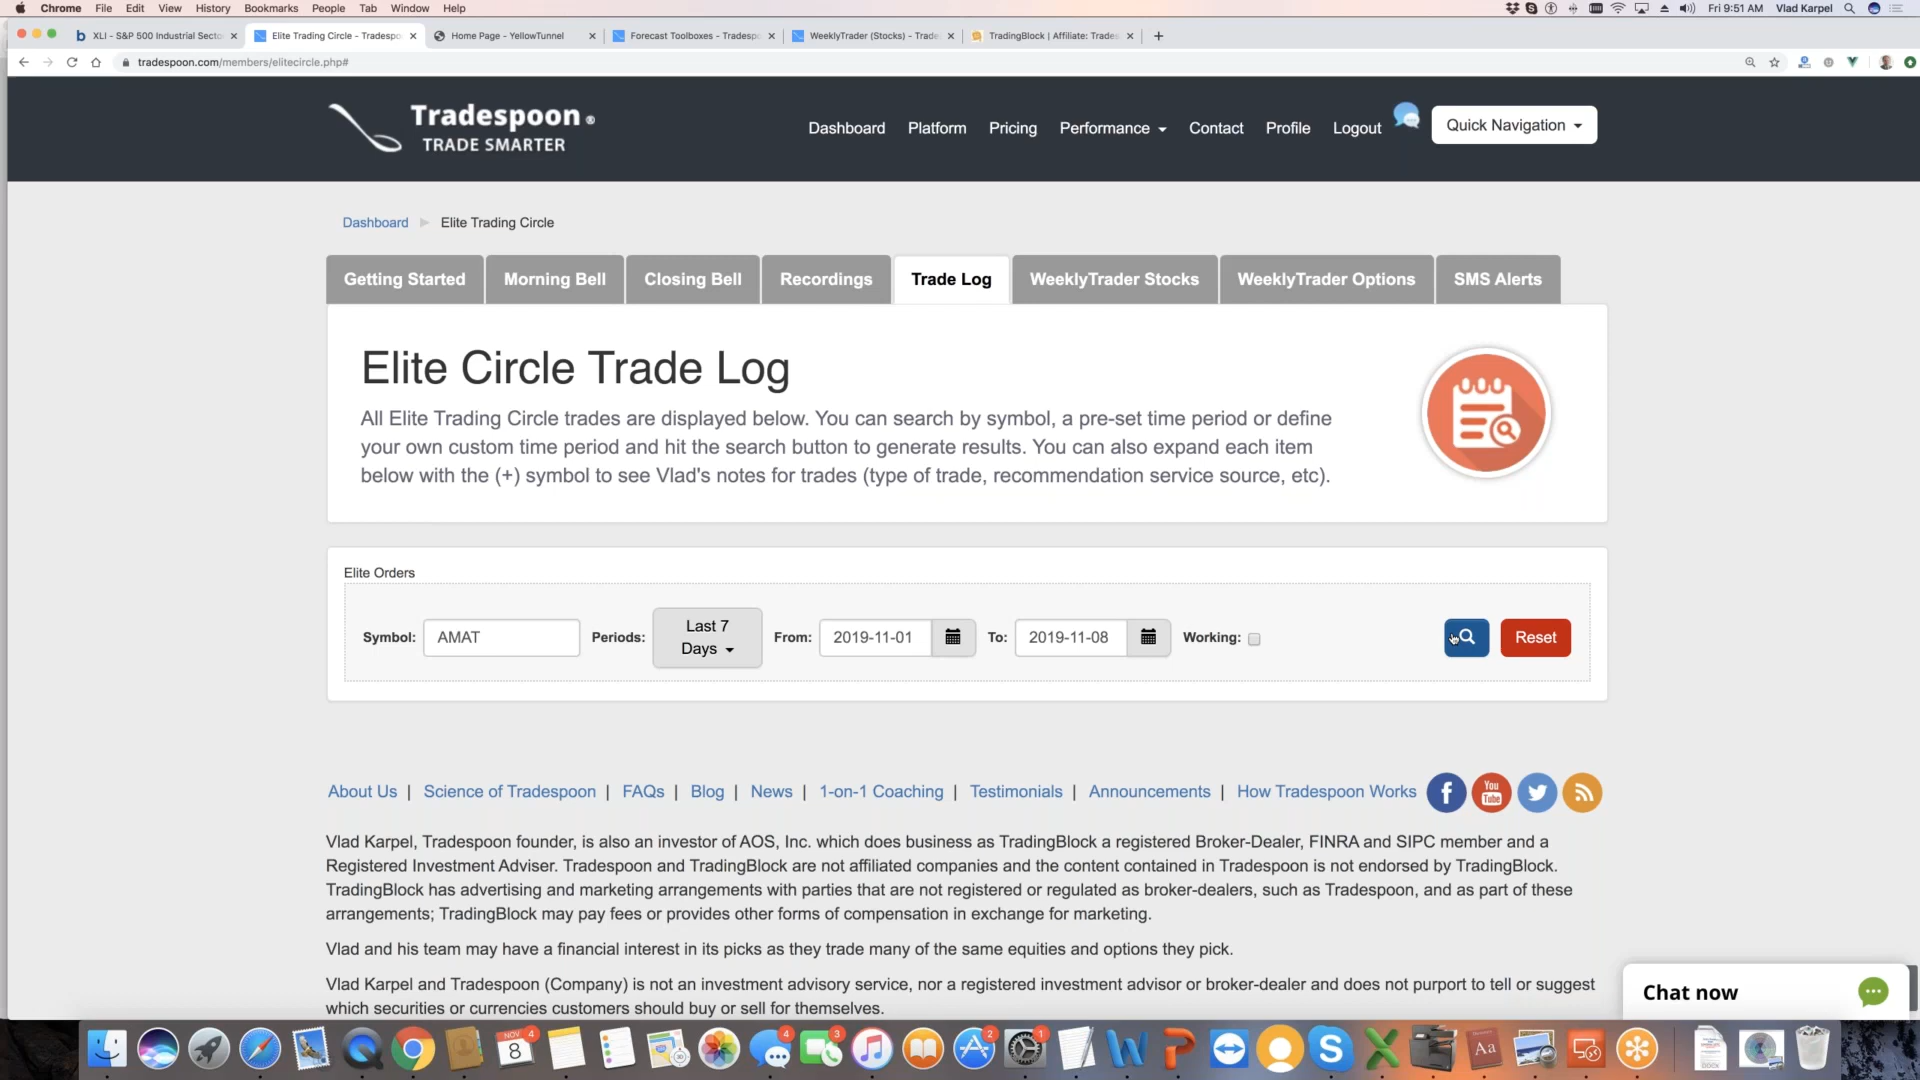 Chrome File Edit View History Bookmarks People Tab Window Help
Fri 9:51 AM Vlad Karpel
XLI - S&P 500 Industrial Secto
Elite Trading Circle - Tradespo
Home Page - YellowTunnel
Forecast Toolboxes - Tradesp
WeeklyTrader (Stocks) - Trade
TradingBlock | Affiliate: Trades
tradespoon.com/members/elitecircle.php#
Tradespoon®
TRADE SMARTER
Dashboard Platform Pricing Performance Contact Profile Logout Quick Navigation
Dashboard Elite Trading Circle
Getting Started Morning Bell Closing Bell Recordings Trade Log WeeklyTrader Stocks WeeklyTrader Options SMS Alerts
Elite Circle Trade Log
All Elite Trading Circle trades are displayed below. You can search by symbol, a pre-set time period or define
your own custom time period and hit the search button to generate results. You can also expand each item
below with the (+) symbol to see Vlad's notes for trades (type of trade, recommendation service source, etc).
Elite Orders
Symbol: AMAT Periods: Last 7 Days From: 2019-11-01 To: 2019-11-08 Working: Reset
About Us | Science of Tradespoon | FAQs | Blog | News | 1-on-1 Coaching | Testimonials | Announcements | How Tradespoon Works
You
Tube
Vlad Karpel, Tradespoon founder, is also an investor of AOS, Inc. which does business as TradingBlock a registered Broker-Dealer, FINRA and SIPC member and a
Registered Investment Adviser. Tradespoon and TradingBlock are not affiliated companies and the content contained in Tradespoon is not endorsed by TradingBlock.
TradingBlock has advertising and marketing arrangements with parties that are not registered or regulated as broker-dealers, such as Tradespoon, and as part of these
arrangements; TradingBlock may pay fees or provides other forms of compensation in exchange for marketing.
Vlad and his team may have a financial interest in its picks as they trade many of the same equities and options they pick.
Vlad Karpel and Tradespoon (Company) is not an investment advisory service, nor a registered investment advisor or broker-dealer and does not purport to tell or suggest
which securities or currencies customers should buy or sell for themselves.
Chat now
NOV
8
4
4
3
2
1
Aa